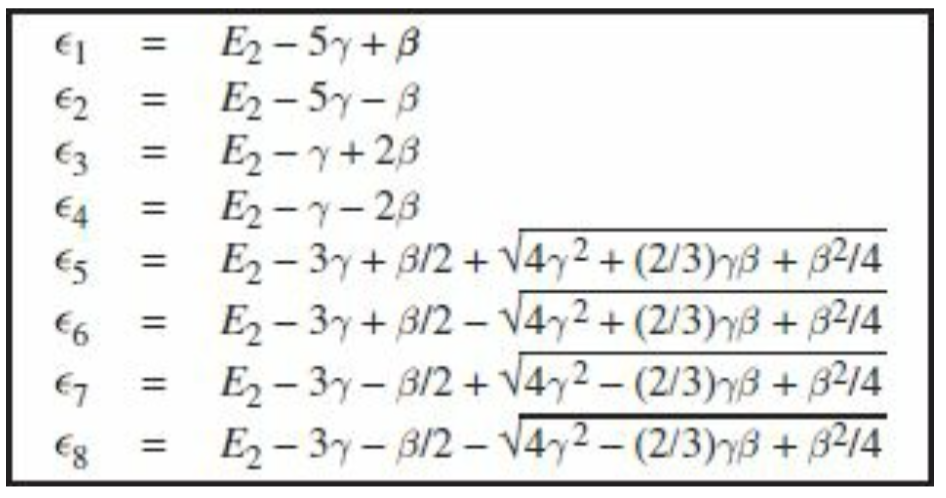 ϵ₁ = E₂ − 5γ + β
ϵ₂ = E₂ − 5γ − β
ϵ₃ = E₂ − γ + 2β
ϵ₄ = E₂ − γ − 2β
ϵ₅ = E₂ − 3γ + β/2 + √4γ² + (2/3)γβ + β²/4
ϵ₆ = E₂ − 3γ + β/2 − √4γ² + (2/3)γβ + β²/4
ϵ₇ = E₂ − 3γ − β/2 + √4γ² − (2/3)γβ + β²/4
ϵ₈ = E₂ − 3γ − β/2 − √4γ² − (2/3)γβ + β²/4